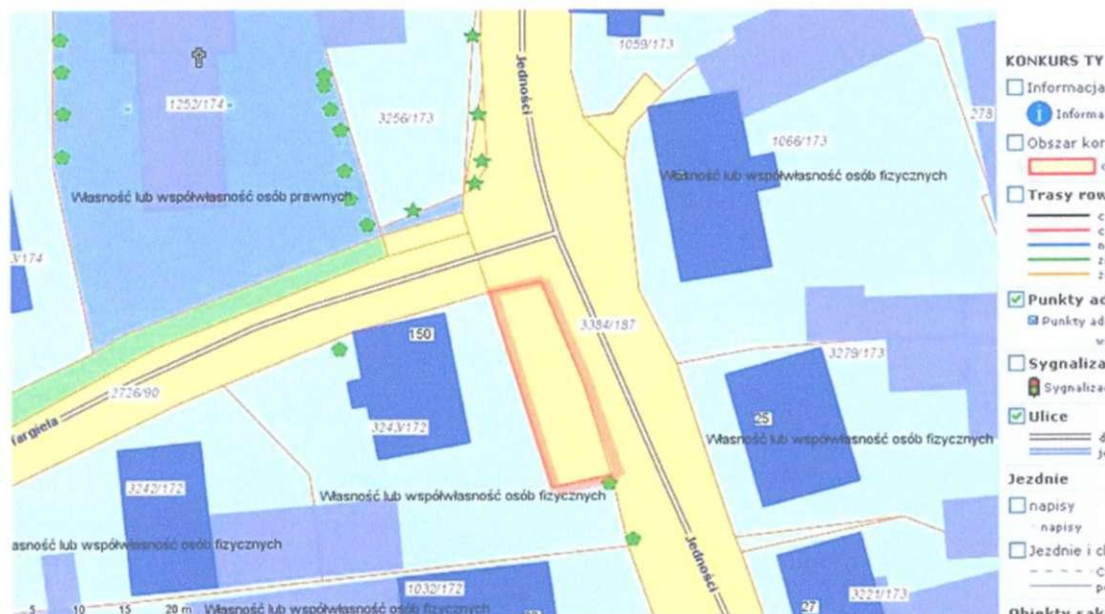 1059/173
Jedności
1252/174
3256/173
278
1066/173
Własność lub współwłasność osób prawnych
Własność lub współwłasność osób fizycznych
/174
3384/187
150
3279/173
2726/90
Targiela
25
3243/172
Własność lub współwłasność osób fizycznych
3242/172
Własność lub współwłasność osób fizycznych
asność lub współwłasność osób fizycznych
Jedności
1032/172
27
3221/173
5 10 15 20 m
Własność lub współwłasność osób fizycznych
KONKURS TY
Informacja
i Informa
Obszar kor
Trasy row
c
c
n
z
ż
Punkty ad
Punkty ad
w
Sygnaliza
Sygnaliza
Ulice
d
Jezdnie
napisy
napisy
Jezdnie i cl
Obiekty sak